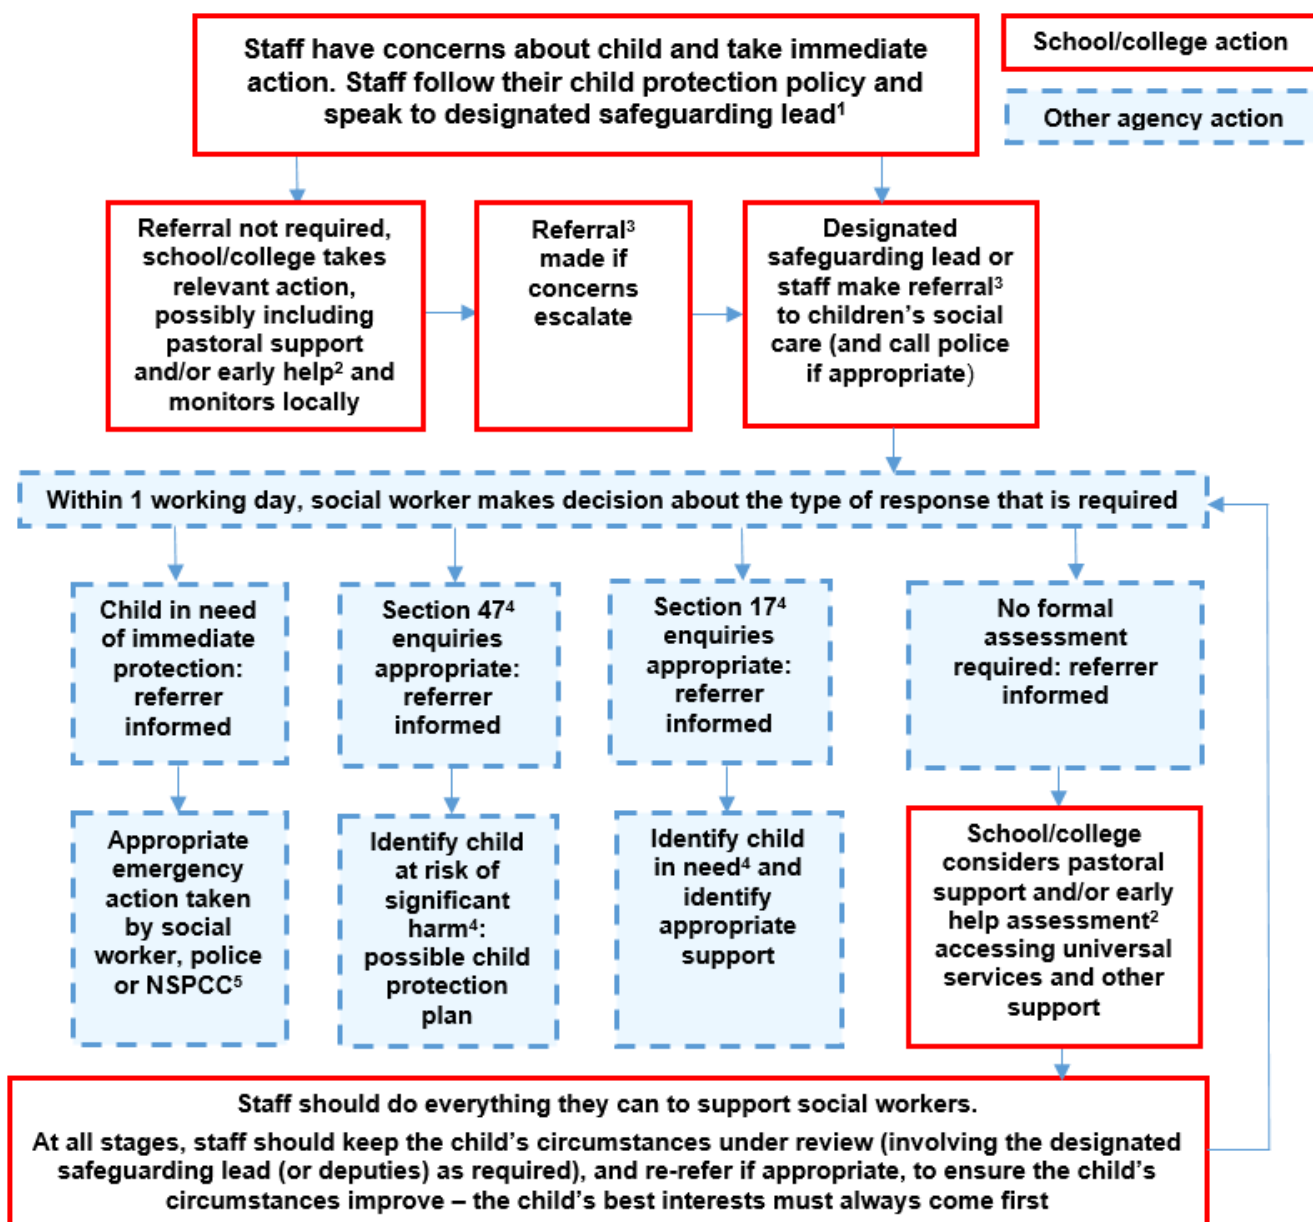 Staff have concerns about child and take immediate
action. Staff follow their child protection policy and
speak to designated safeguarding lead¹
School/college action
Other agency action
Referral not required,
school/college takes
relevant action,
possibly including
pastoral support
and/or early help² and
monitors locally
Referral³
made if
concerns
escalate
Designated
safeguarding lead or
staff make referral³
to children’s social
care (and call police
if appropriate)
Within 1 working day, social worker makes decision about the type of response that is required
Child in need
of immediate
protection:
referrer
informed
Section 47⁴
enquiries
appropriate:
referrer
informed
Section 17⁴
enquiries
appropriate:
referrer
informed
No formal
assessment
required: referrer
informed
Appropriate
emergency
action taken
by social
worker, police
or NSPCC⁵
Identify child
at risk of
significant
harm⁴:
possible child
protection
plan
Identify child
in need⁴ and
identify
appropriate
support
School/college
considers pastoral
support and/or early
help assessment²
accessing universal
services and other
support
Staff should do everything they can to support social workers.
At all stages, staff should keep the child’s circumstances under review (involving the designated
safeguarding lead (or deputies) as required), and re-refer if appropriate, to ensure the child’s
circumstances improve – the child’s best interests must always come first